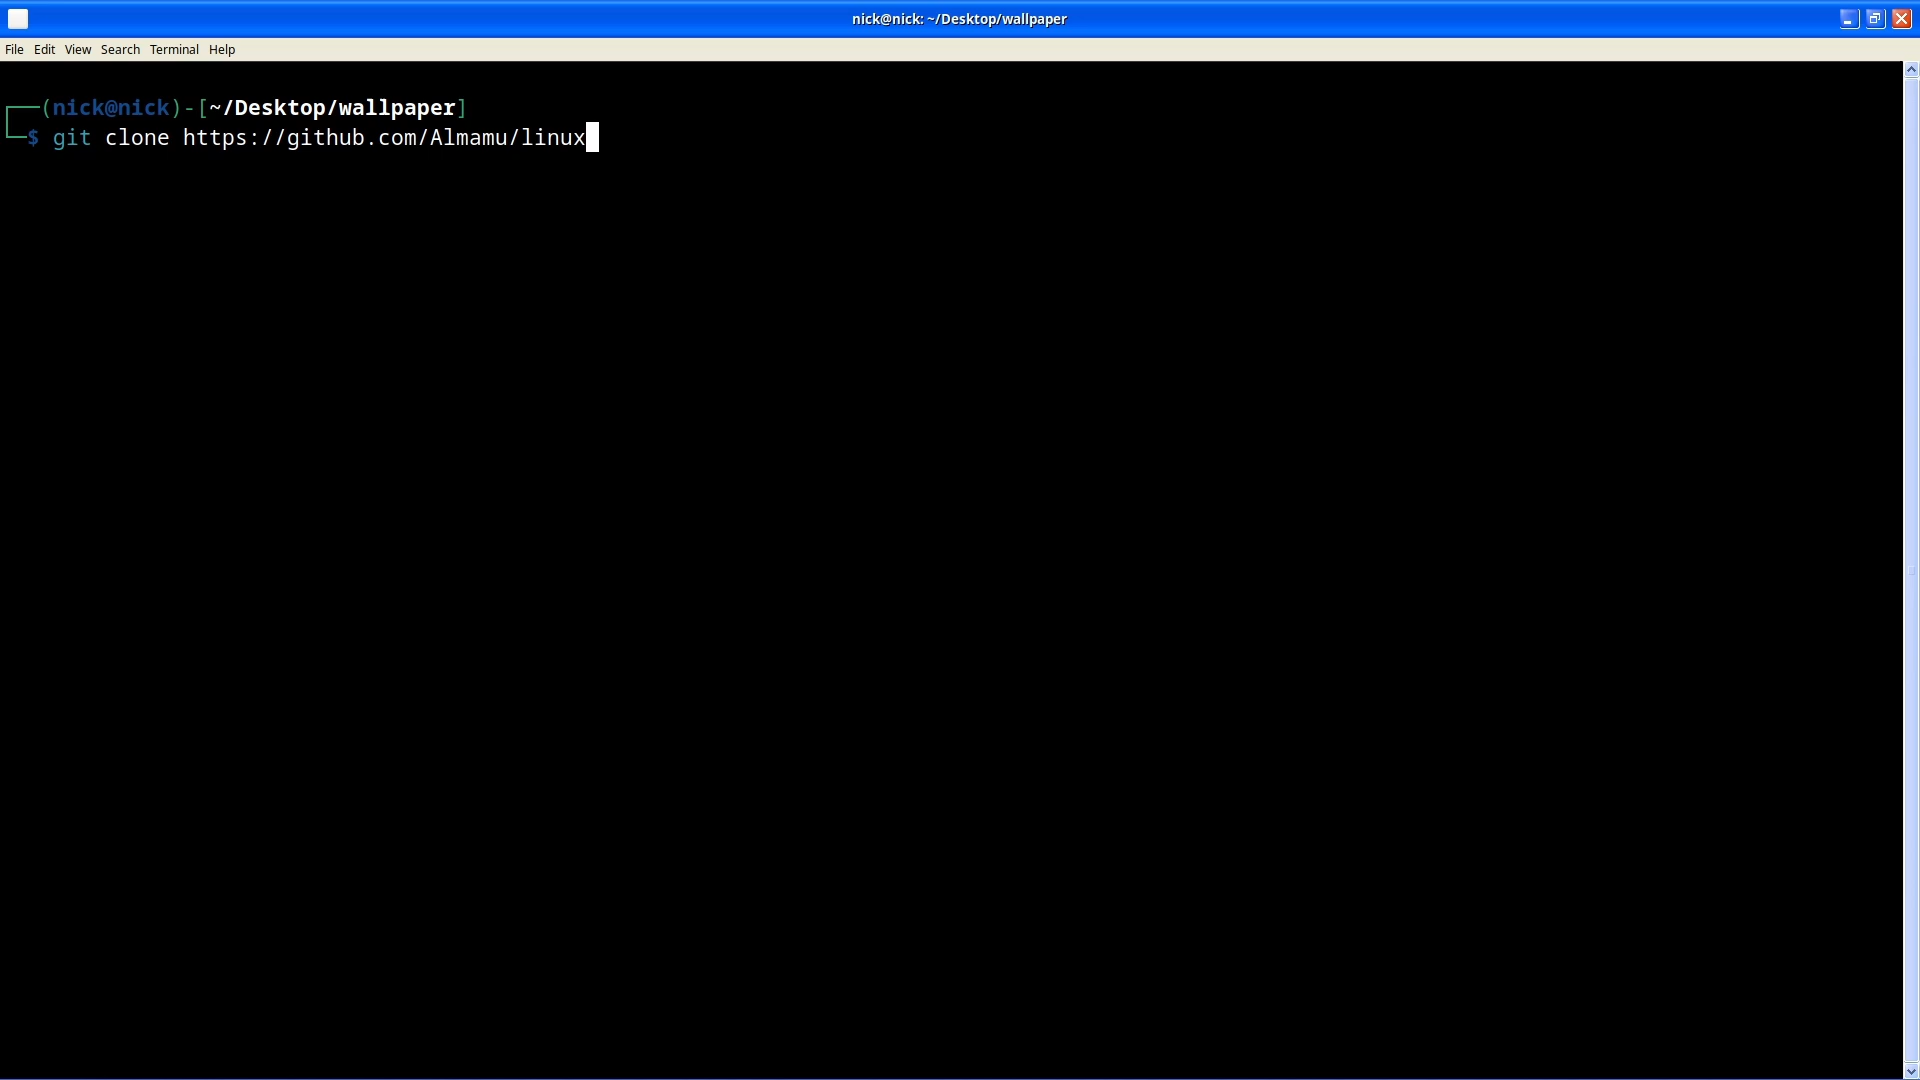 nick@nick: ~/Desktop/wallpaper
File Edit View Search Terminal Help
┌──(nick@nick)-[~/Desktop/wallpaper]
└─$ git clone https://github.com/Almamu/linux